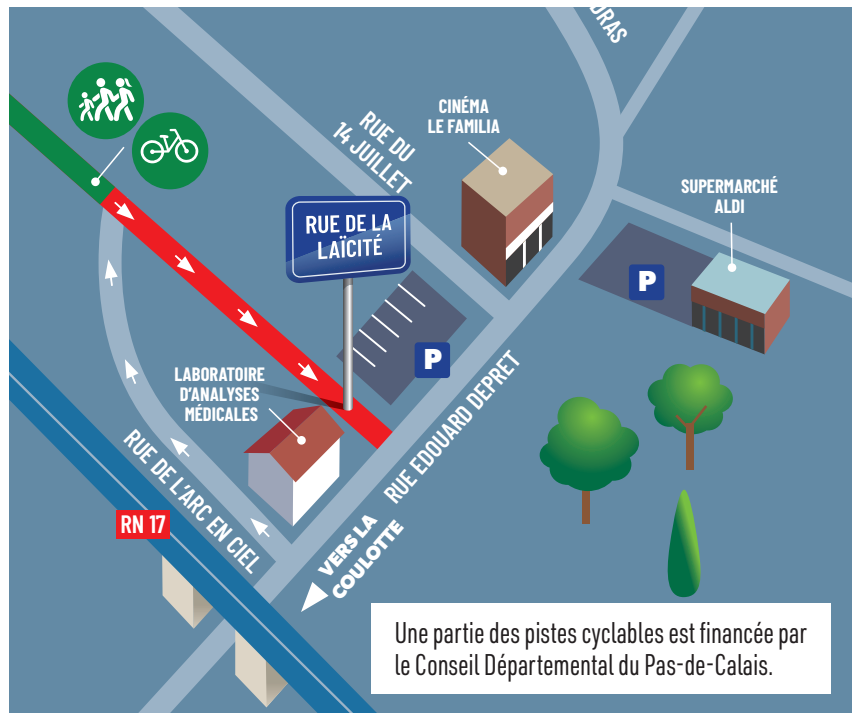 RUE DU
14 JUILLET
CINÉMA
LE FAMILIA
SUPERMARCHÉ
ALDI
RUE DE LA
LAÏCITÉ
P
P
LABORATOIRE
D'ANALYSES
MÉDICALES
RUE EDOUARD DEPRET
RUE DE L'ARC EN CIEL
RN 17
VERS LA
COULOTTE
Une partie des pistes cyclables est financée par
le Conseil Départemental du Pas-de-Calais.